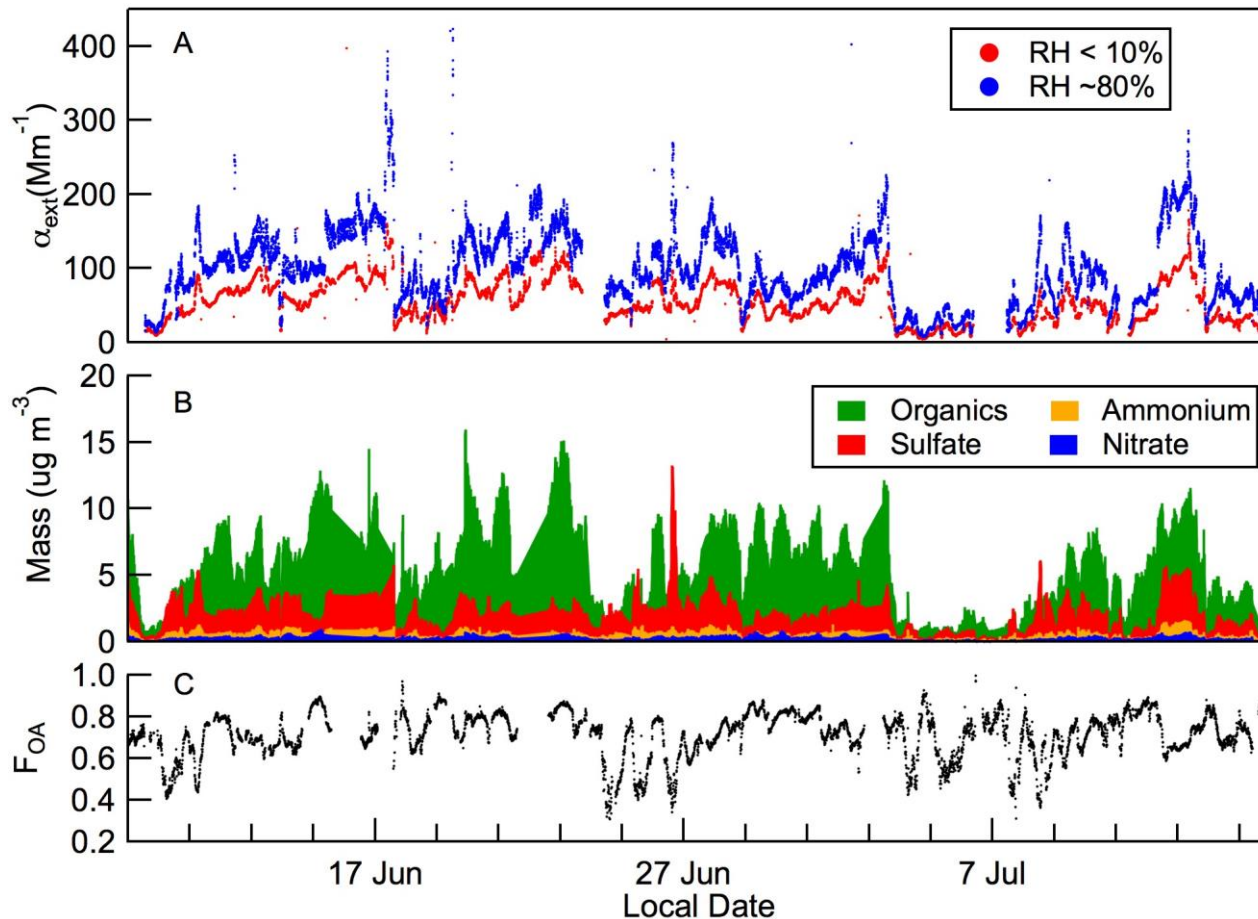 A
α_ext(Mm⁻¹)
400
300
200
100
0
RH < 10%
RH ~80%
B
Mass (ug m⁻³)
20
15
10
5
0
Organics
Ammonium
Sulfate
Nitrate
C
F_OA
1.0
0.8
0.6
0.4
0.2
17 Jun
27 Jun
7 Jul
Local Date